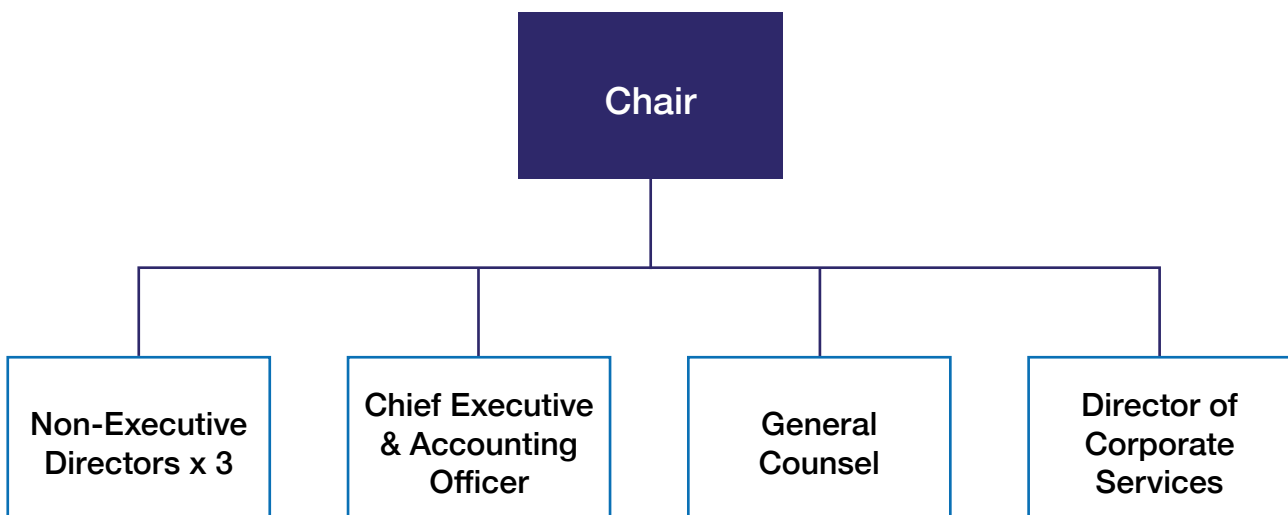 Chair
Non-Executive
Directors x 3
Chief Executive
& Accounting
Officer
General
Counsel
Director of
Corporate
Services